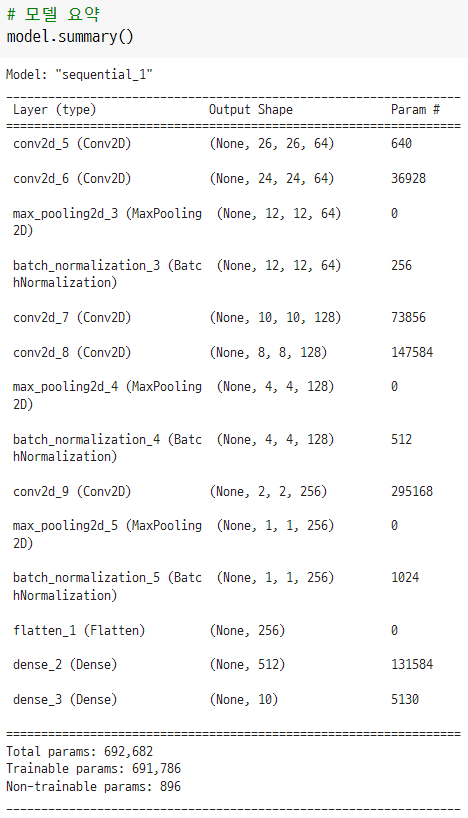 # 모델 요약
model.summary()
Model: "sequential_1"
_________________________________________________________________
Layer (type)                Output Shape              Param #
=================================================================
conv2d_5 (Conv2D)           (None, 26, 26, 64)        640
conv2d_6 (Conv2D)           (None, 24, 24, 64)        36928
max_pooling2d_3 (MaxPooling  (None, 12, 12, 64)       0
2D)
batch_normalization_3 (Batc  (None, 12, 12, 64)       256
hNormalization)
conv2d_7 (Conv2D)           (None, 10, 10, 128)       73856
conv2d_8 (Conv2D)           (None, 8, 8, 128)         147584
max_pooling2d_4 (MaxPooling  (None, 4, 4, 128)        0
2D)
batch_normalization_4 (Batc  (None, 4, 4, 128)        512
hNormalization)
conv2d_9 (Conv2D)           (None, 2, 2, 256)         295168
max_pooling2d_5 (MaxPooling  (None, 1, 1, 256)        0
2D)
batch_normalization_5 (Batc  (None, 1, 1, 256)        1024
hNormalization)
flatten_1 (Flatten)         (None, 256)               0
dense_2 (Dense)             (None, 512)               131584
dense_3 (Dense)             (None, 10)                5130
=================================================================
Total params: 692,682
Trainable params: 691,786
Non-trainable params: 896
_________________________________________________________________